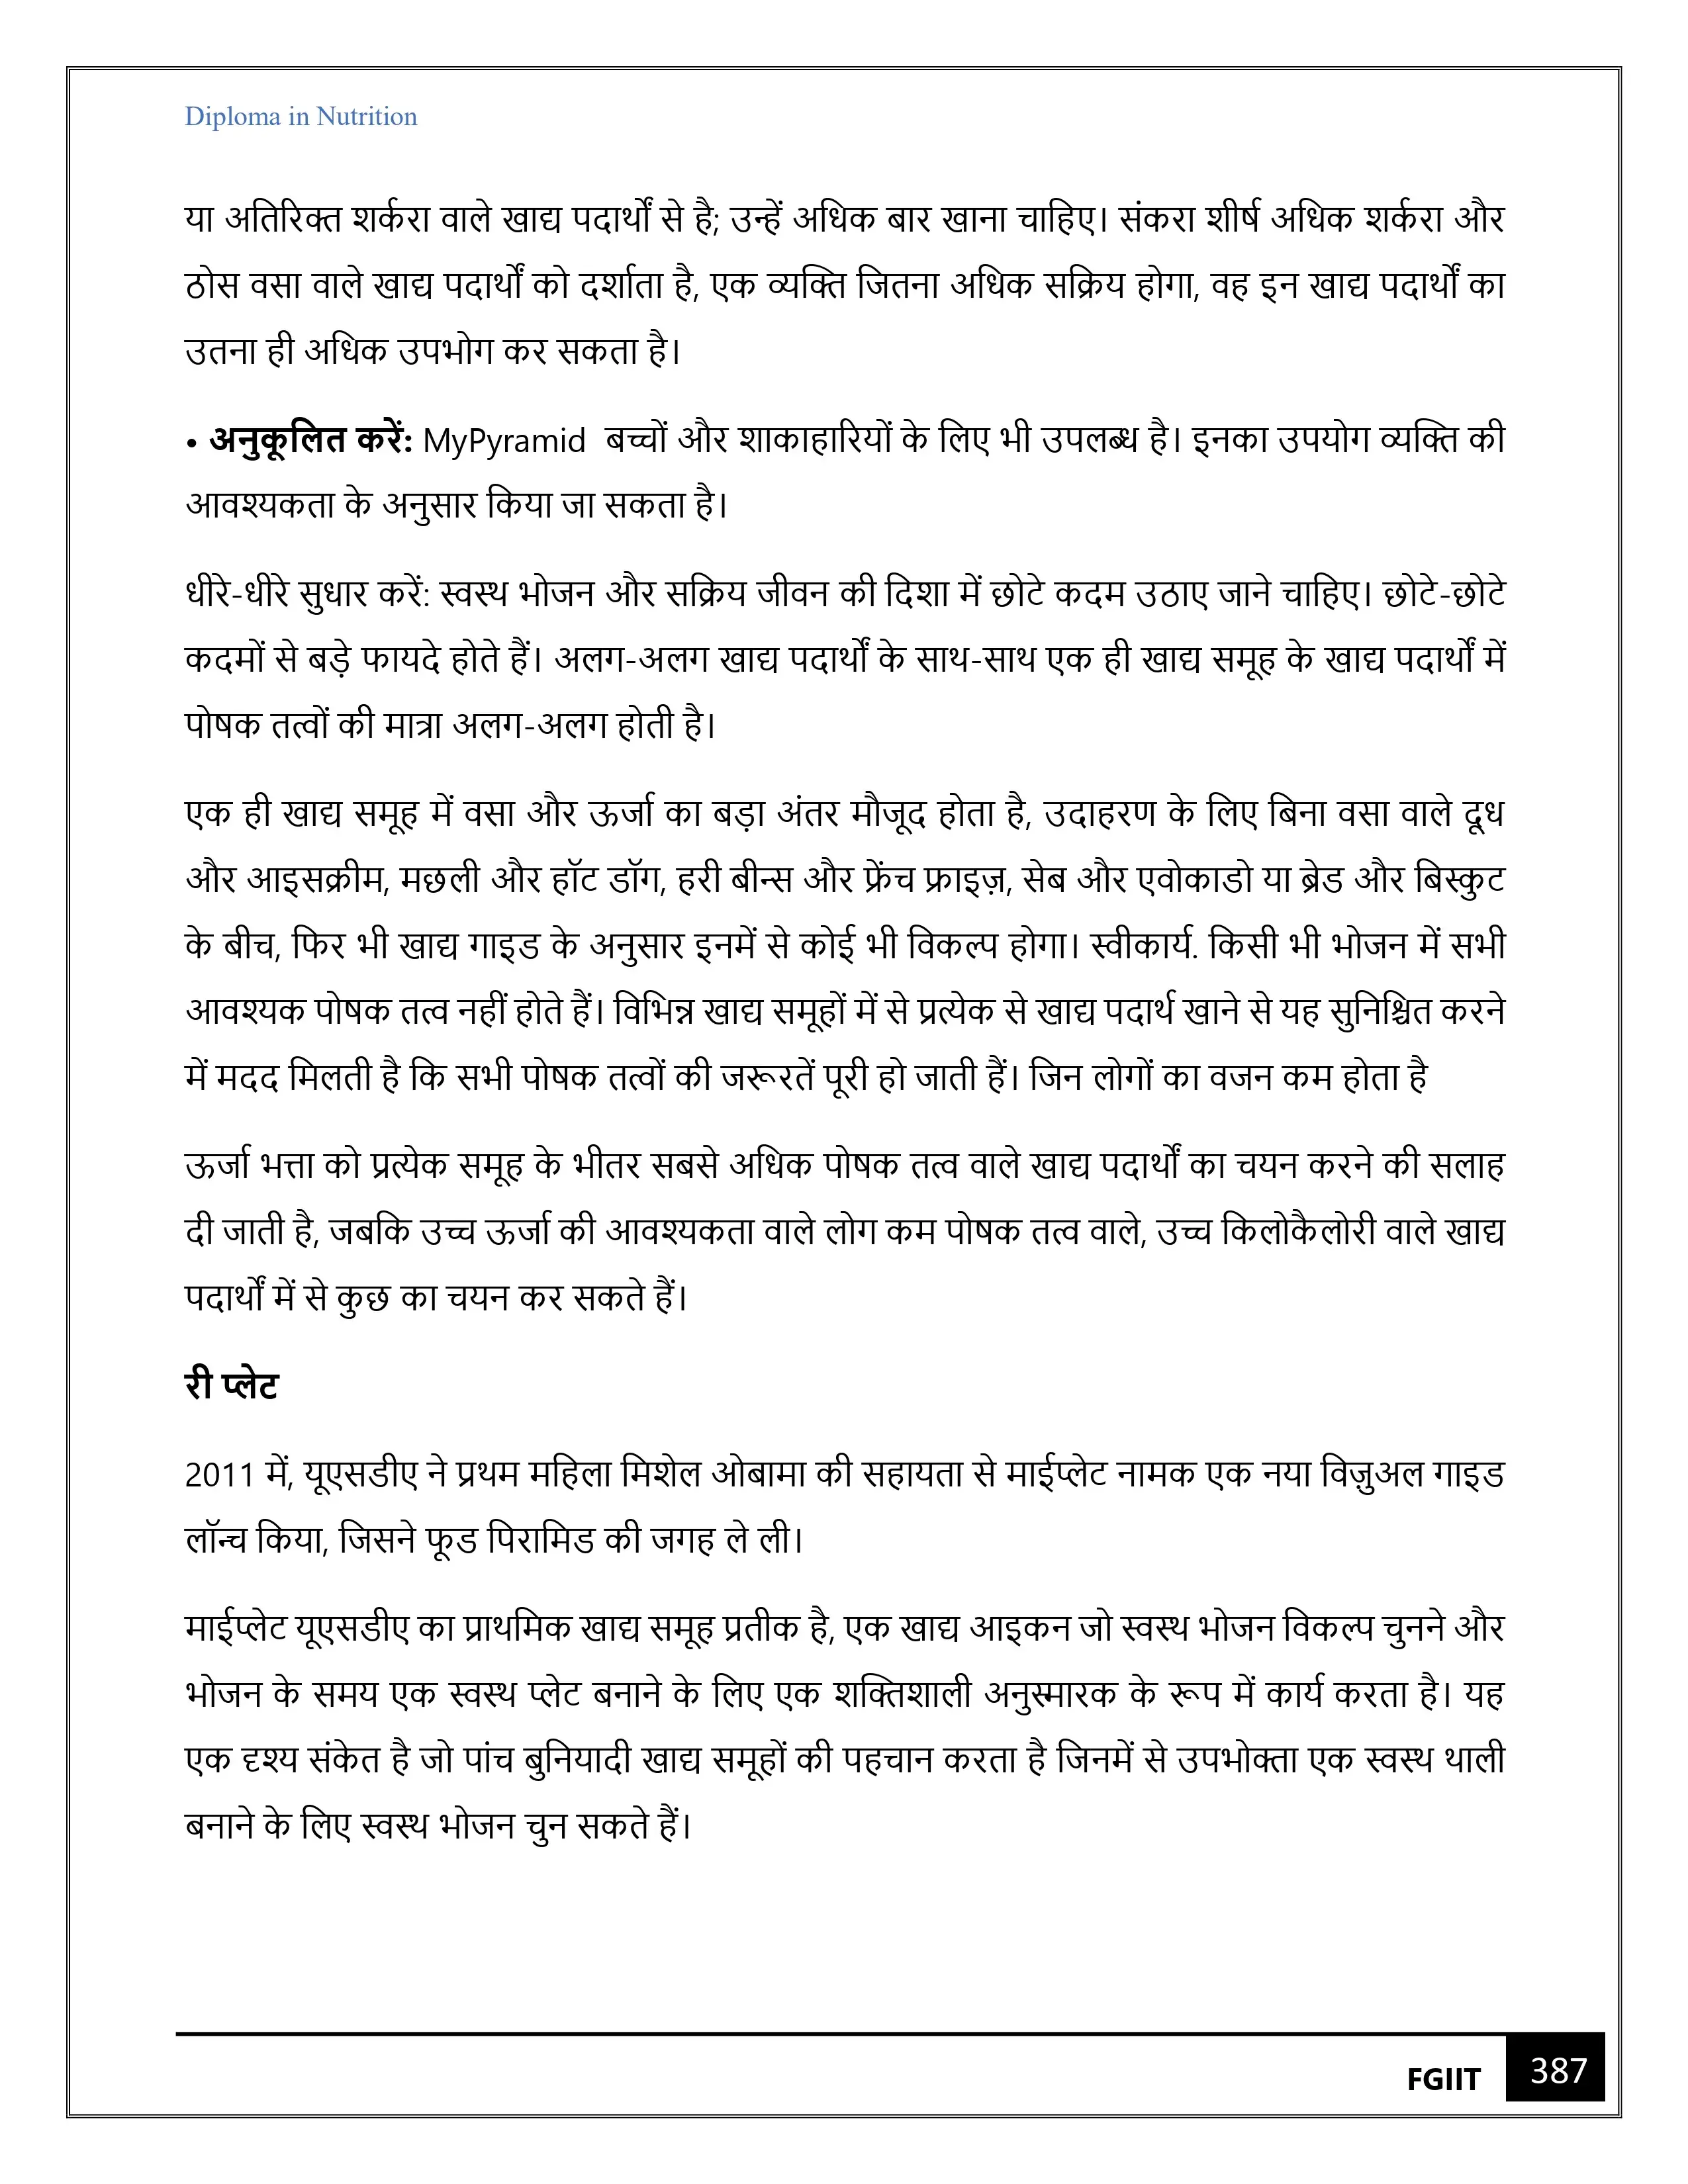 Diploma in Nutrition
या अतिरिक्त शर्करा वाले खाद्य पदार्थों से है; उन्हें अधिक बार खाना चाहिए। संकरा शीर्ष अधिक शर्करा और
ठोस वसा वाले खाद्य पदार्थों को दर्शाता है, एक व्यक्ति जितना अधिक सक्रिय होगा, वह इन खाद्य पदार्थों का
उतना ही अधिक उपभोग कर सकता है।
• अनुकूलित करें: MyPyramid बच्चों और शाकाहारियों के लिए भी उपलब्ध है। इनका उपयोग व्यक्ति की
आवश्यकता के अनुसार किया जा सकता है।
धीरे-धीरे सुधार करें: स्वस्थ भोजन और सक्रिय जीवन की दिशा में छोटे कदम उठाए जाने चाहिए। छोटे-छोटे
कदमों से बड़े फायदे होते हैं। अलग-अलग खाद्य पदार्थों के साथ-साथ एक ही खाद्य समूह के खाद्य पदार्थों में
पोषक तत्वों की मात्रा अलग-अलग होती है।
एक ही खाद्य समूह में वसा और ऊर्जा का बड़ा अंतर मौजूद होता है, उदाहरण के लिए बिना वसा वाले दूध
और आइसक्रीम, मछली और हॉट डॉग, हरी बीन्स और फ्रेंच फ्राइज़, सेब और एवोकाडो या ब्रेड और बिस्कुट
के बीच, फिर भी खाद्य गाइड के अनुसार इनमें से कोई भी विकल्प होगा। स्वीकार्य. किसी भी भोजन में सभी
आवश्यक पोषक तत्व नहीं होते हैं। विभिन्न खाद्य समूहों में से प्रत्येक से खाद्य पदार्थ खाने से यह सुनिश्चित करने
में मदद मिलती है कि सभी पोषक तत्वों की जरूरतें पूरी हो जाती हैं। जिन लोगों का वजन कम होता है
ऊर्जा भत्ता को प्रत्येक समूह के भीतर सबसे अधिक पोषक तत्व वाले खाद्य पदार्थों का चयन करने की सलाह
दी जाती है, जबकि उच्च ऊर्जा की आवश्यकता वाले लोग कम पोषक तत्व वाले, उच्च किलोकैलोरी वाले खाद्य
पदार्थों में से कुछ का चयन कर सकते हैं।
री प्लेट
2011 में, यूएसडीए ने प्रथम महिला मिशेल ओबामा की सहायता से माईप्लेट नामक एक नया विज़ुअल गाइड
लॉन्च किया, जिसने फूड पिरामिड की जगह ले ली।
माईप्लेट यूएसडीए का प्राथमिक खाद्य समूह प्रतीक है, एक खाद्य आइकन जो स्वस्थ भोजन विकल्प चुनने और
भोजन के समय एक स्वस्थ प्लेट बनाने के लिए एक शक्तिशाली अनुस्मारक के रूप में कार्य करता है। यह
एक दृश्य संकेत है जो पांच बुनियादी खाद्य समूहों की पहचान करता है जिनमें से उपभोक्ता एक स्वस्थ थाली
बनाने के लिए स्वस्थ भोजन चुन सकते हैं।
FGIIT 387